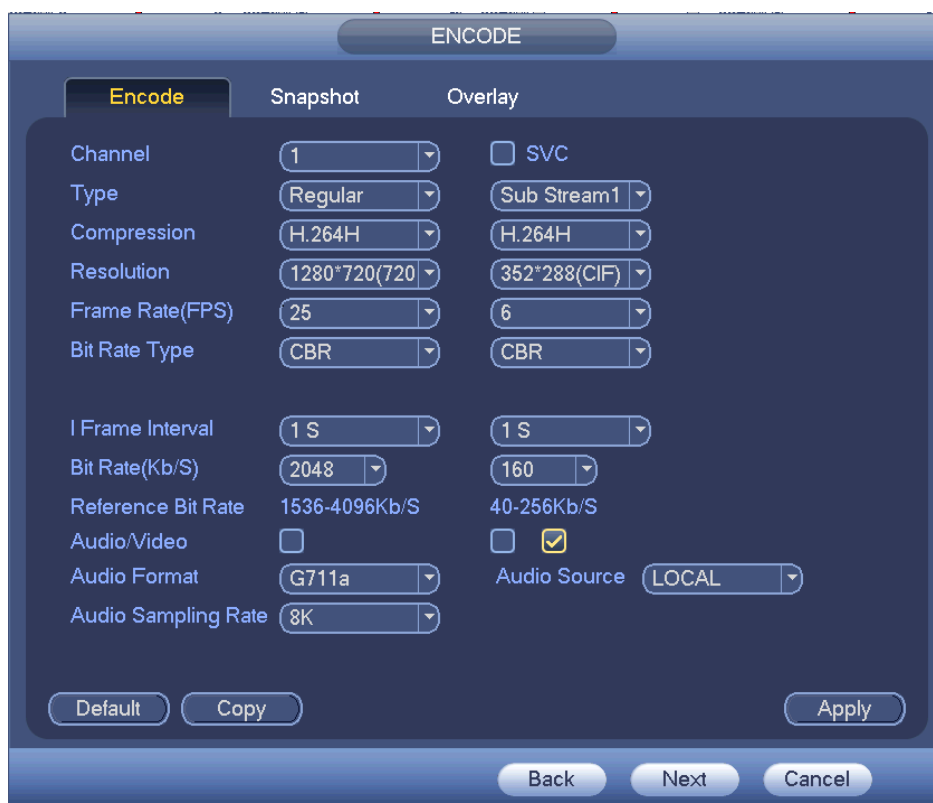 ENCODE
Encode Snapshot Overlay
Channel 1 SVC
Type Regular Sub Stream1
Compression H.264H H.264H
Resolution 1280*720(720 352*288(CIF)
Frame Rate(FPS) 25 6
Bit Rate Type CBR CBR
I Frame Interval 1 S 1 S
Bit Rate(Kb/S) 2048 160
Reference Bit Rate 1536-4096Kb/S 40-256Kb/S
Audio/Video
Audio Format G711a Audio Source LOCAL
Audio Sampling Rate 8K
Default Copy Apply
Back Next Cancel